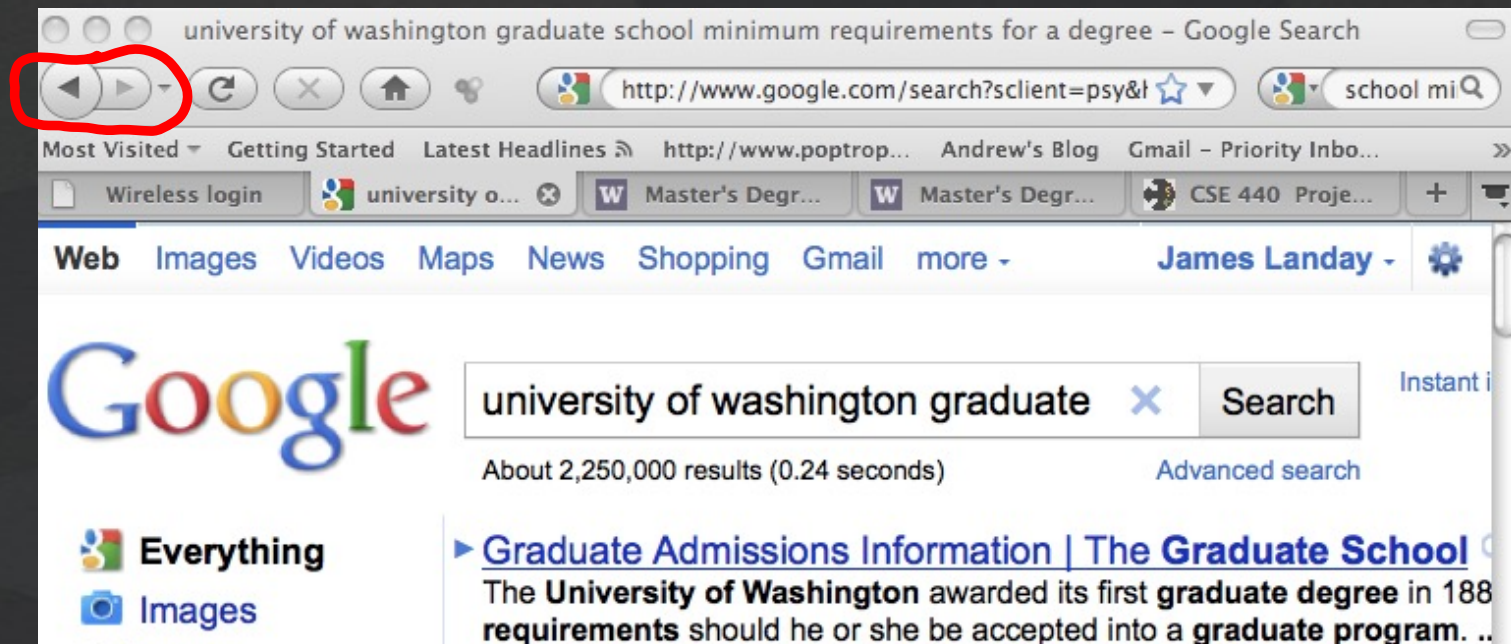 university of washington graduate school minimum requirements for a degree – Google Search
http://www.google.com/search?sclient=psy& school mi
Most Visited Getting Started Latest Headlines http://www.poptrop... Andrew's Blog Gmail – Priority Inbo... »
Wireless login university o... W Master's Degr... W Master's Degr... CSE 440 Proje... +
Web Images Videos Maps News Shopping Gmail more James Landay
Google university of washington graduate Search Instant i
About 2,250,000 results (0.24 seconds) Advanced search
Everything Graduate Admissions Information | The Graduate School
The University of Washington awarded its first graduate degree in 188
Images requirements should he or she be accepted into a graduate program. ..